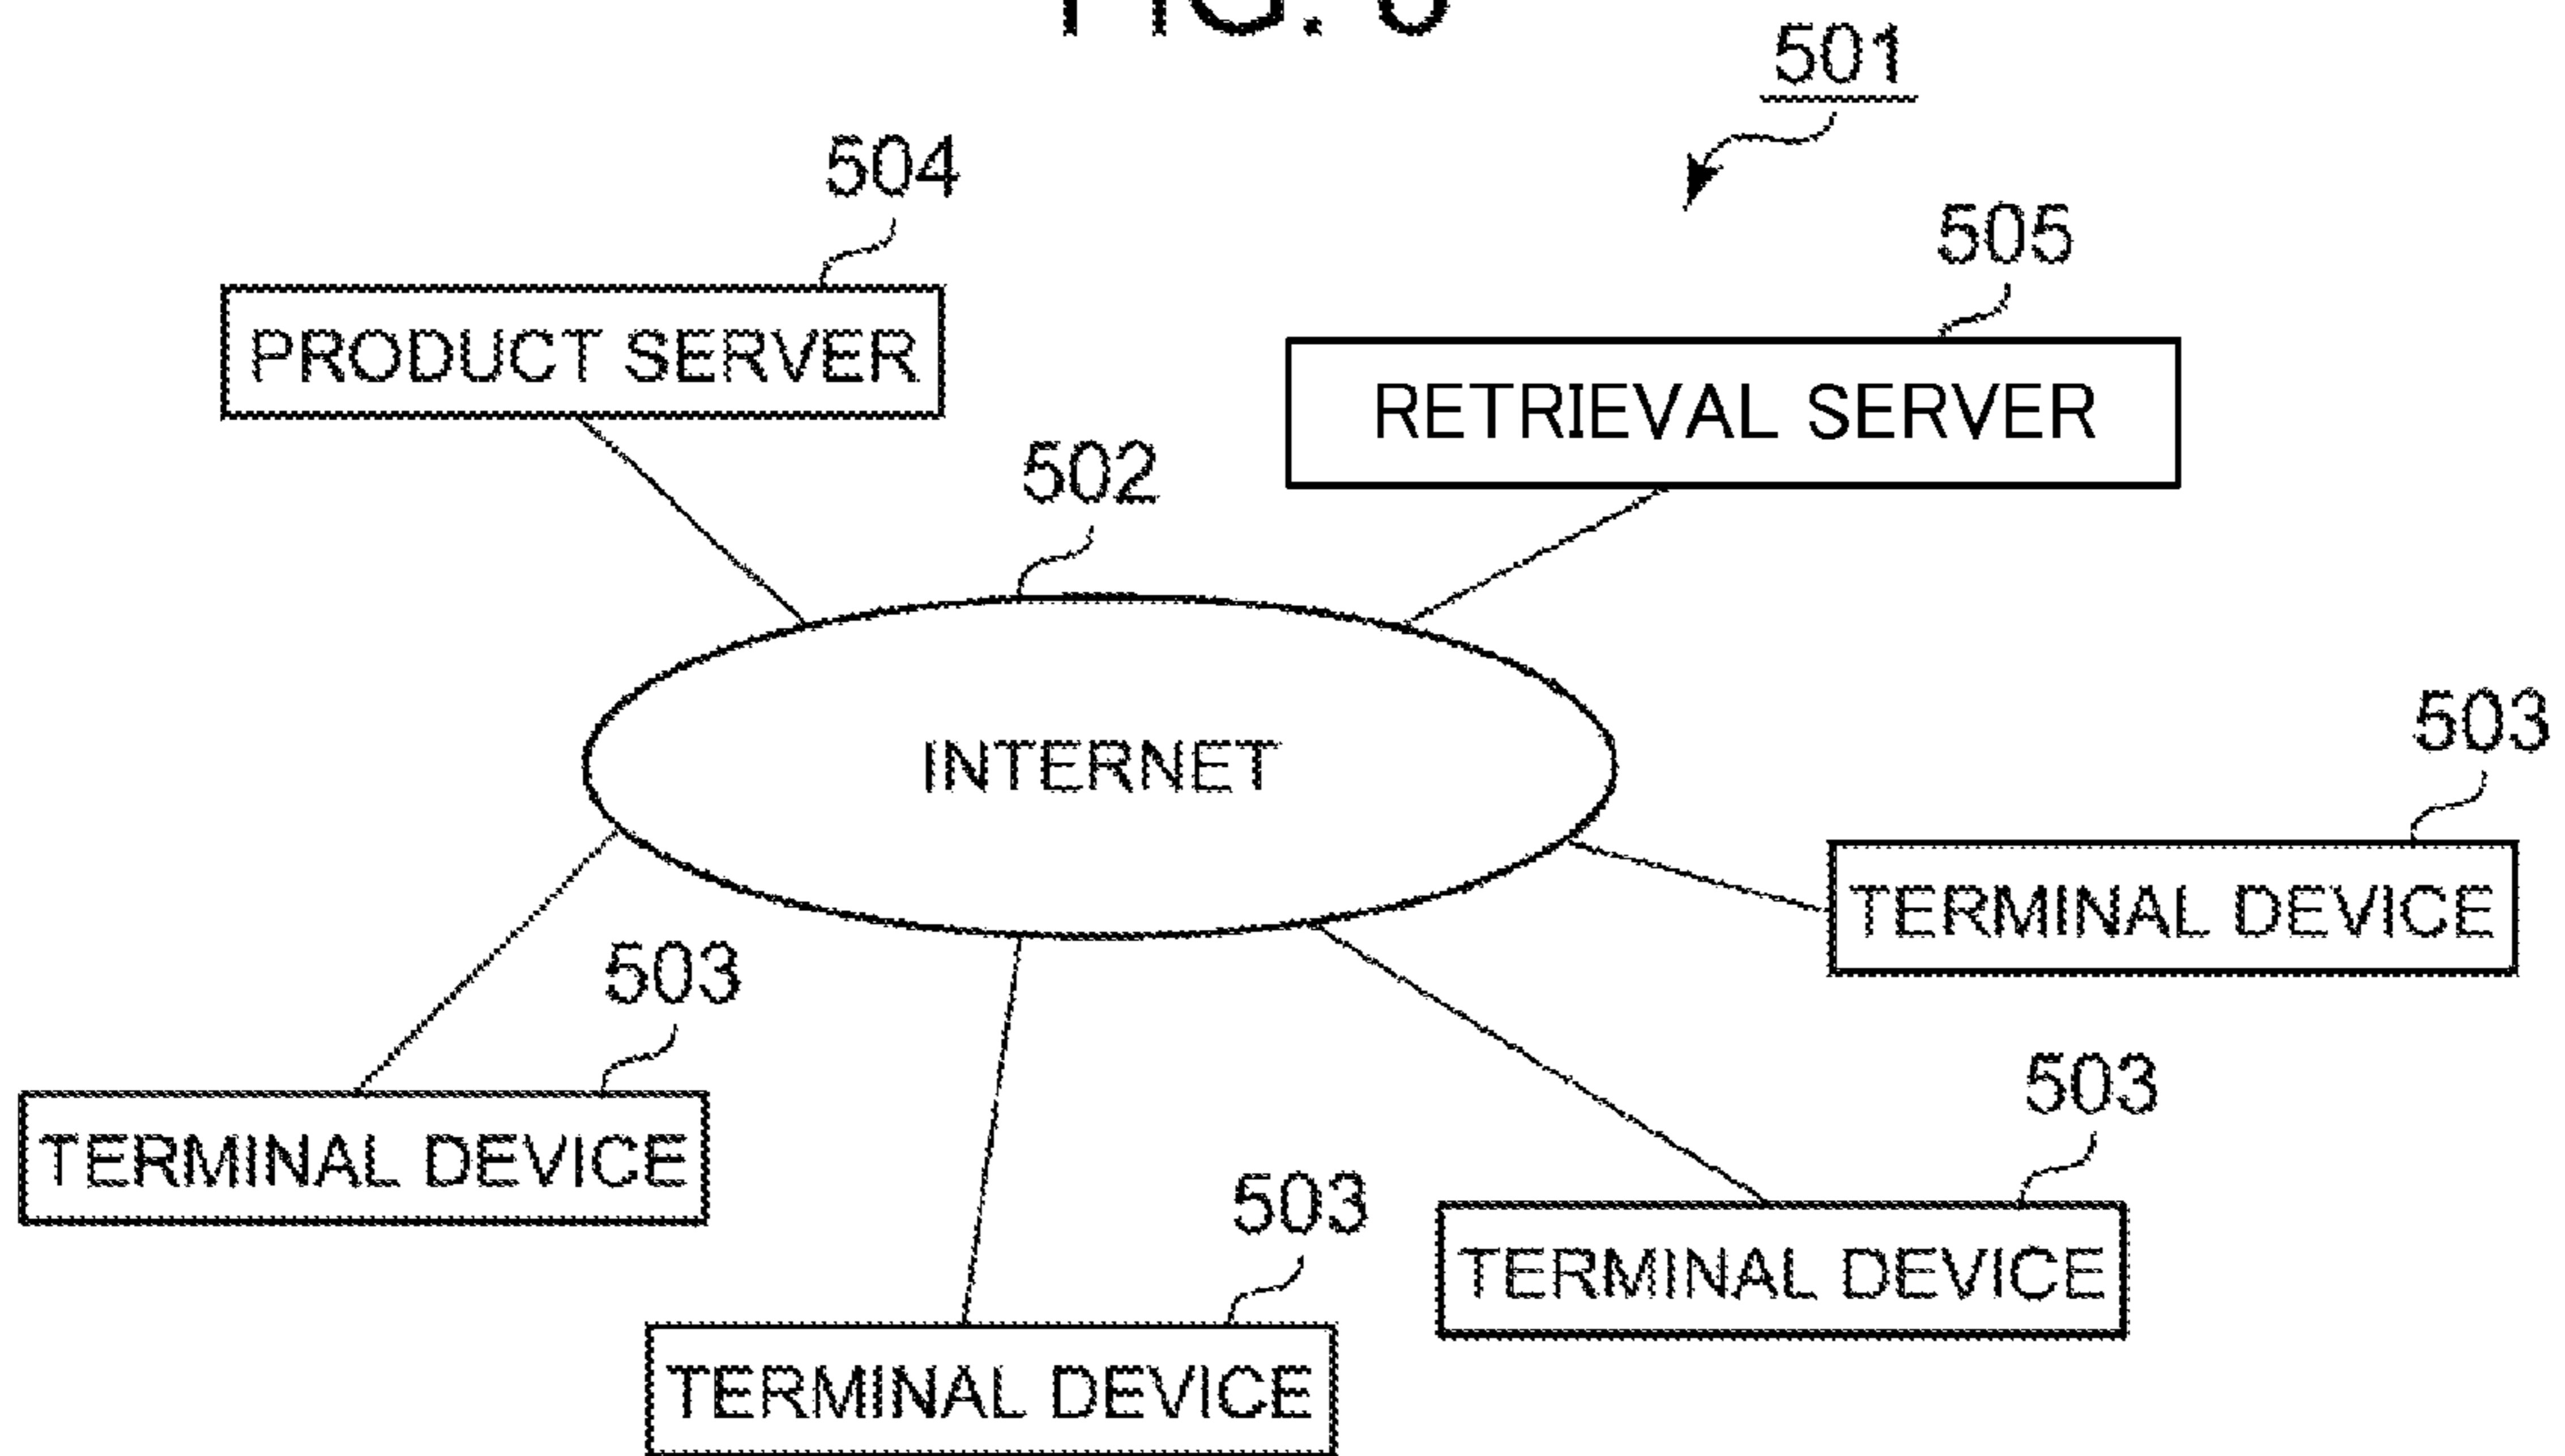 501
504
505
PRODUCT SERVER
RETRIEVAL SERVER
502
INTERNET
503
TERMINAL DEVICE
503
TERMINAL DEVICE
503
TERMINAL DEVICE
503
TERMINAL DEVICE